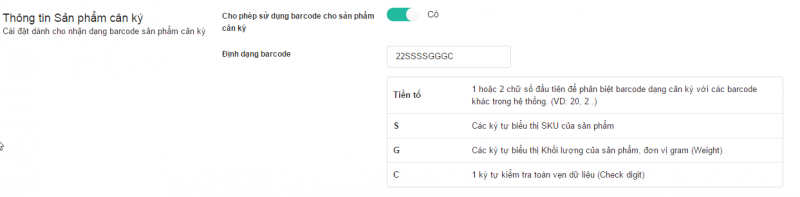 Thông tin Sản phẩm cân ký
Cài đặt dành cho nhận dạng barcode sản phẩm cân ký
Cho phép sử dụng barcode cho sản phẩm
cân ký
Có
Định dạng barcode
22SSSSGGGC
Tiền tố
1 hoặc 2 chữ số đầu tiên để phân biệt barcode dạng cân ký với các barcode
khác trong hệ thống. (VD: 20, 2..)
S
Các ký tự biểu thị SKU của sản phẩm
G
Các ký tự biểu thị Khối lượng của sản phẩm, đơn vị gram (Weight)
C
1 ký tự kiểm tra toàn vẹn dữ liệu (Check digit)